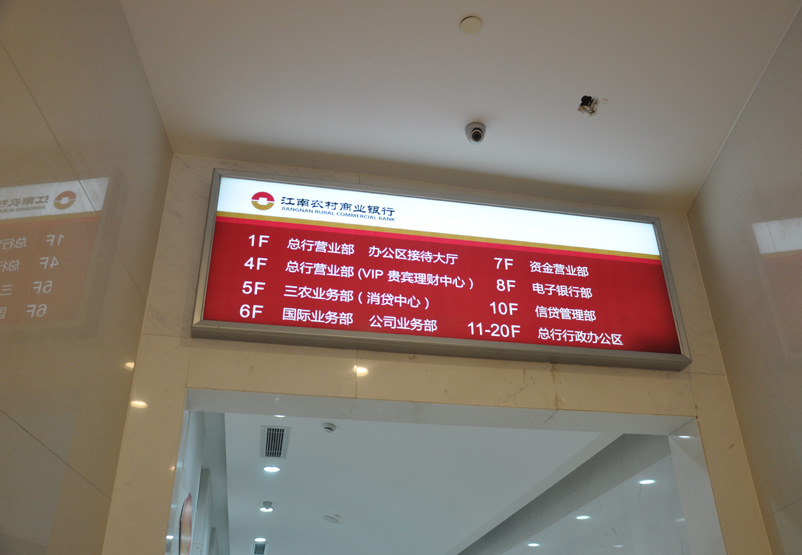 江南农村商业银行
JIANGNAN RURAL COMMERCIAL BANK
1F 总行营业部 办公区接待大厅
4F 总行营业部 (VIP 贵宾理财中心)
5F 三农业务部 (消贷中心)
6F 国际业务部 公司业务部
7F 资金营业部
8F 电子银行部
10F 信贷管理部
11-20F 总行行政办公区